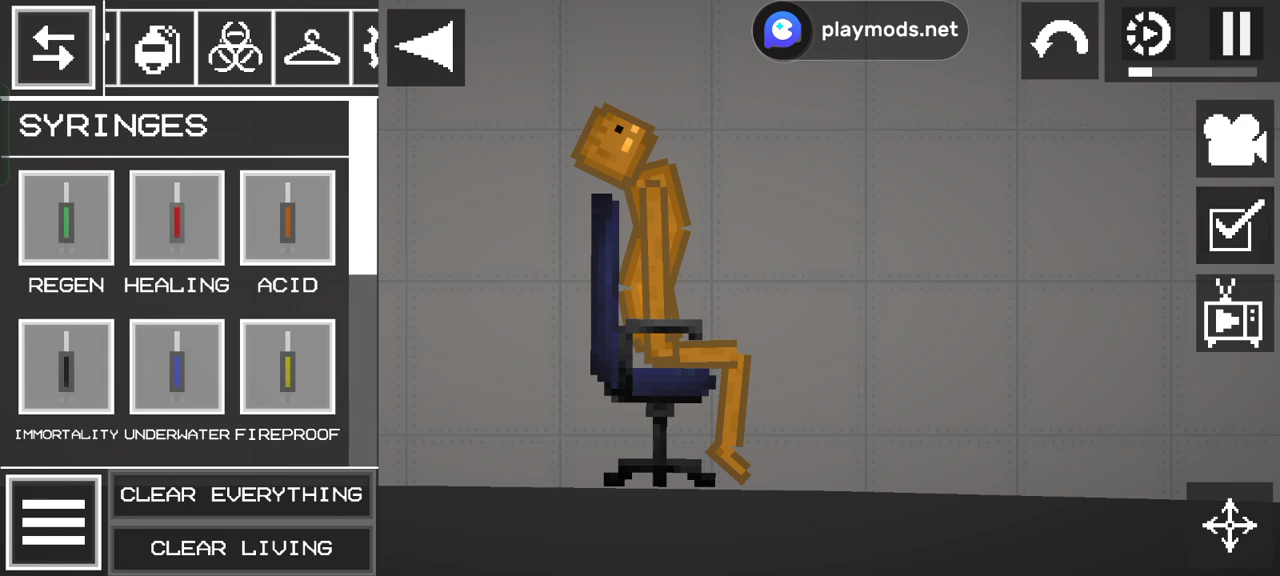 playmods.net
SYRINGES
REGEN HEALING ACID
IMMORTALITY UNDERWATER FIREPROOF
CLEAR EVERYTHING
CLEAR LIVING